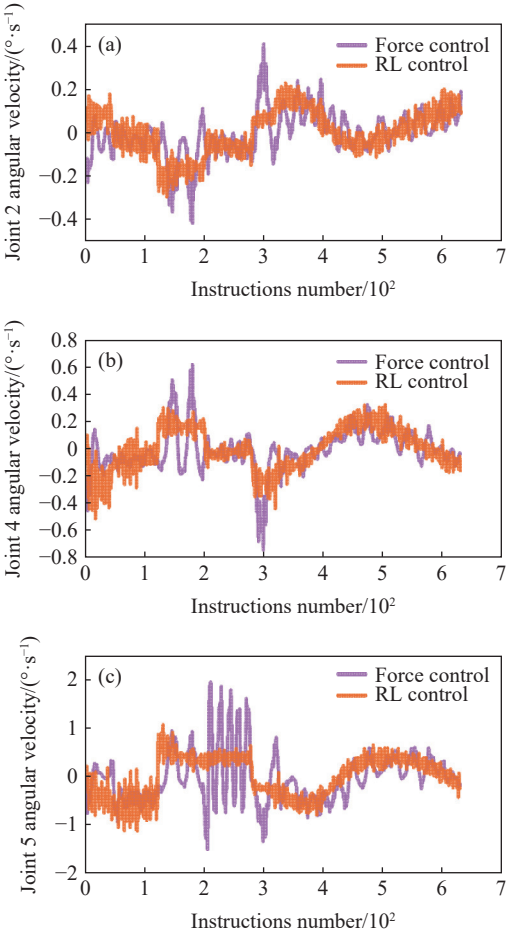 (a)
Force control
RL control
Joint 2 angular velocity/(°·s⁻¹)
0.4
0.2
0
−0.2
−0.4
0 1 2 3 4 5 6 7
Instructions number/10²
(b)
Force control
RL control
Joint 4 angular velocity/(°·s⁻¹)
0.8
0.6
0.4
0.2
0
−0.2
−0.4
−0.6
−0.8
0 1 2 3 4 5 6 7
Instructions number/10²
(c)
Force control
RL control
Joint 5 angular velocity/(°·s⁻¹)
2
1
0
−1
−2
0 1 2 3 4 5 6 7
Instructions number/10²